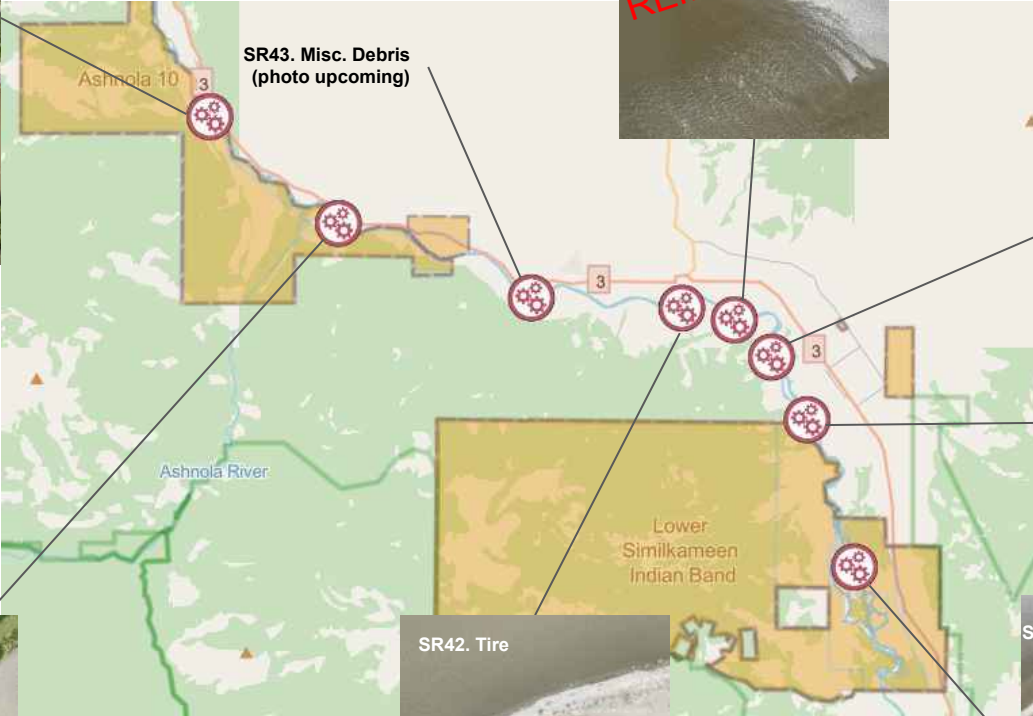 SR43. Misc. Debris
(photo upcoming)
Ashnola 10
3
3
3
Ashnola River
Lower
Similkameen
Indian Band
SR42. Tire